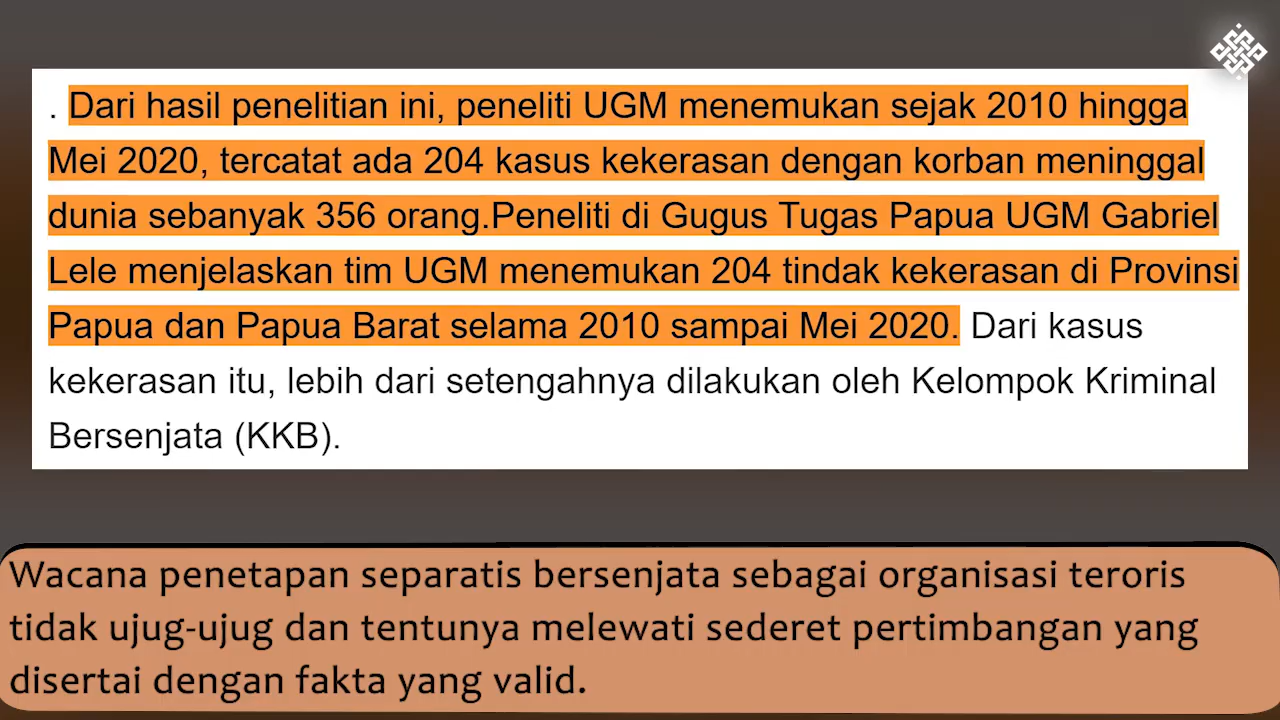 . Dari hasil penelitian ini, peneliti UGM menemukan sejak 2010 hingga
Mei 2020, tercatat ada 204 kasus kekerasan dengan korban meninggal
dunia sebanyak 356 orang.Peneliti di Gugus Tugas Papua UGM Gabriel
Lele menjelaskan tim UGM menemukan 204 tindak kekerasan di Provinsi
Papua dan Papua Barat selama 2010 sampai Mei 2020. Dari kasus
kekerasan itu, lebih dari setengahnya dilakukan oleh Kelompok Kriminal
Bersenjata (KKB).
Wacana penetapan separatis bersenjata sebagai organisasi teroris
tidak ujug-ujug dan tentunya melewati sederet pertimbangan yang
disertai dengan fakta yang valid.